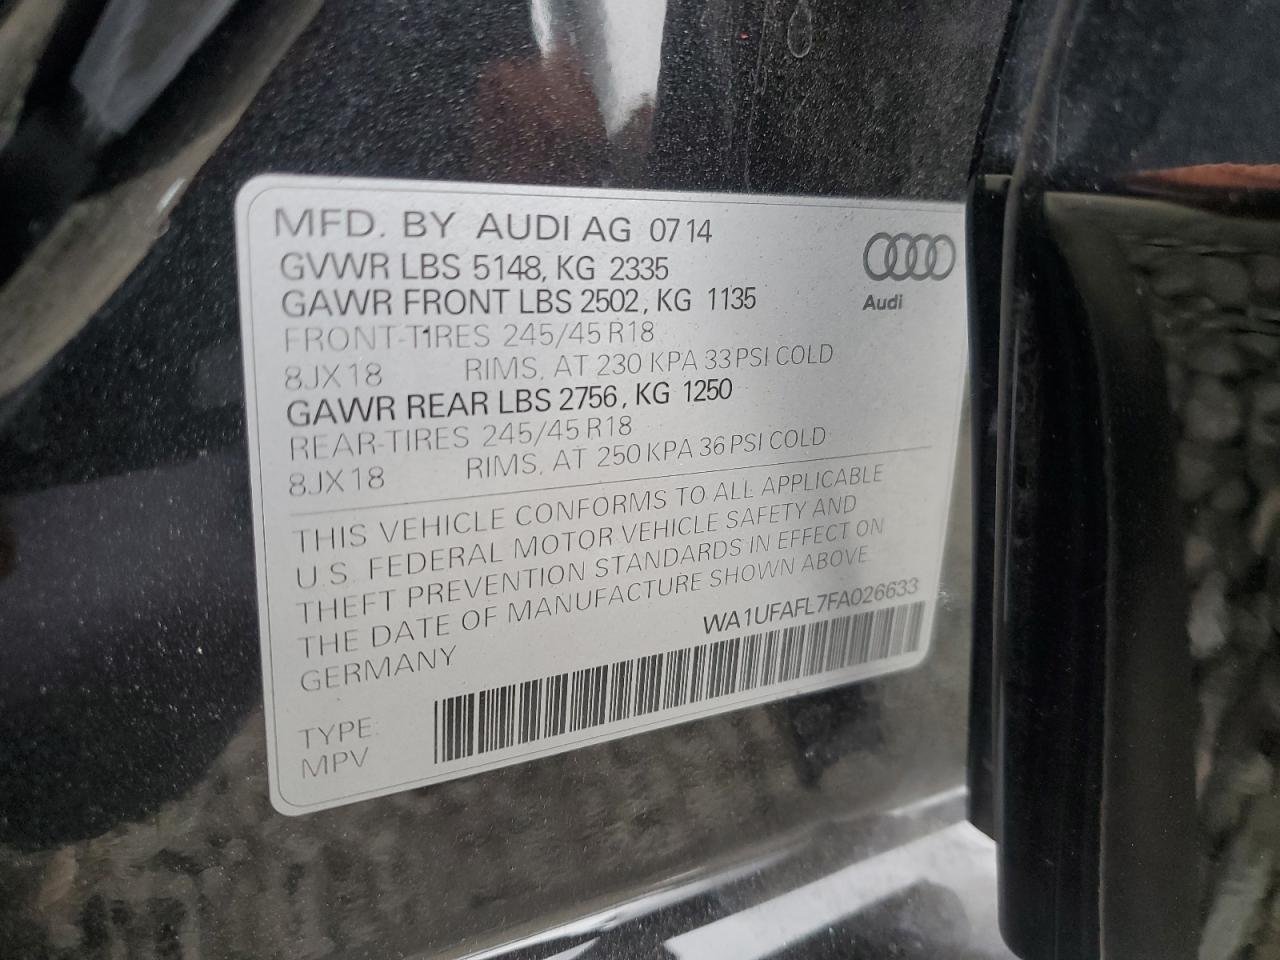 MFD. BY AUDI AG 0714
GVWR LBS 5148, KG 2335
GAWR FRONT LBS 2502, KG 1135
FRONT-TIRES 245/45 R18
8JX18 RIMS, AT 230 KPA 33 PSI COLD
GAWR REAR LBS 2756, KG 1250
REAR-TIRES 245/45 R18
8JX18 RIMS, AT 250 KPA 36 PSI COLD
Audi
THIS VEHICLE CONFORMS TO ALL APPLICABLE
U.S. FEDERAL MOTOR VEHICLE SAFETY AND
THEFT PREVENTION STANDARDS IN EFFECT ON
THE DATE OF MANUFACTURE SHOWN ABOVE.
GERMANY
WA1UFAFL7FA026633
TYPE:
MPV